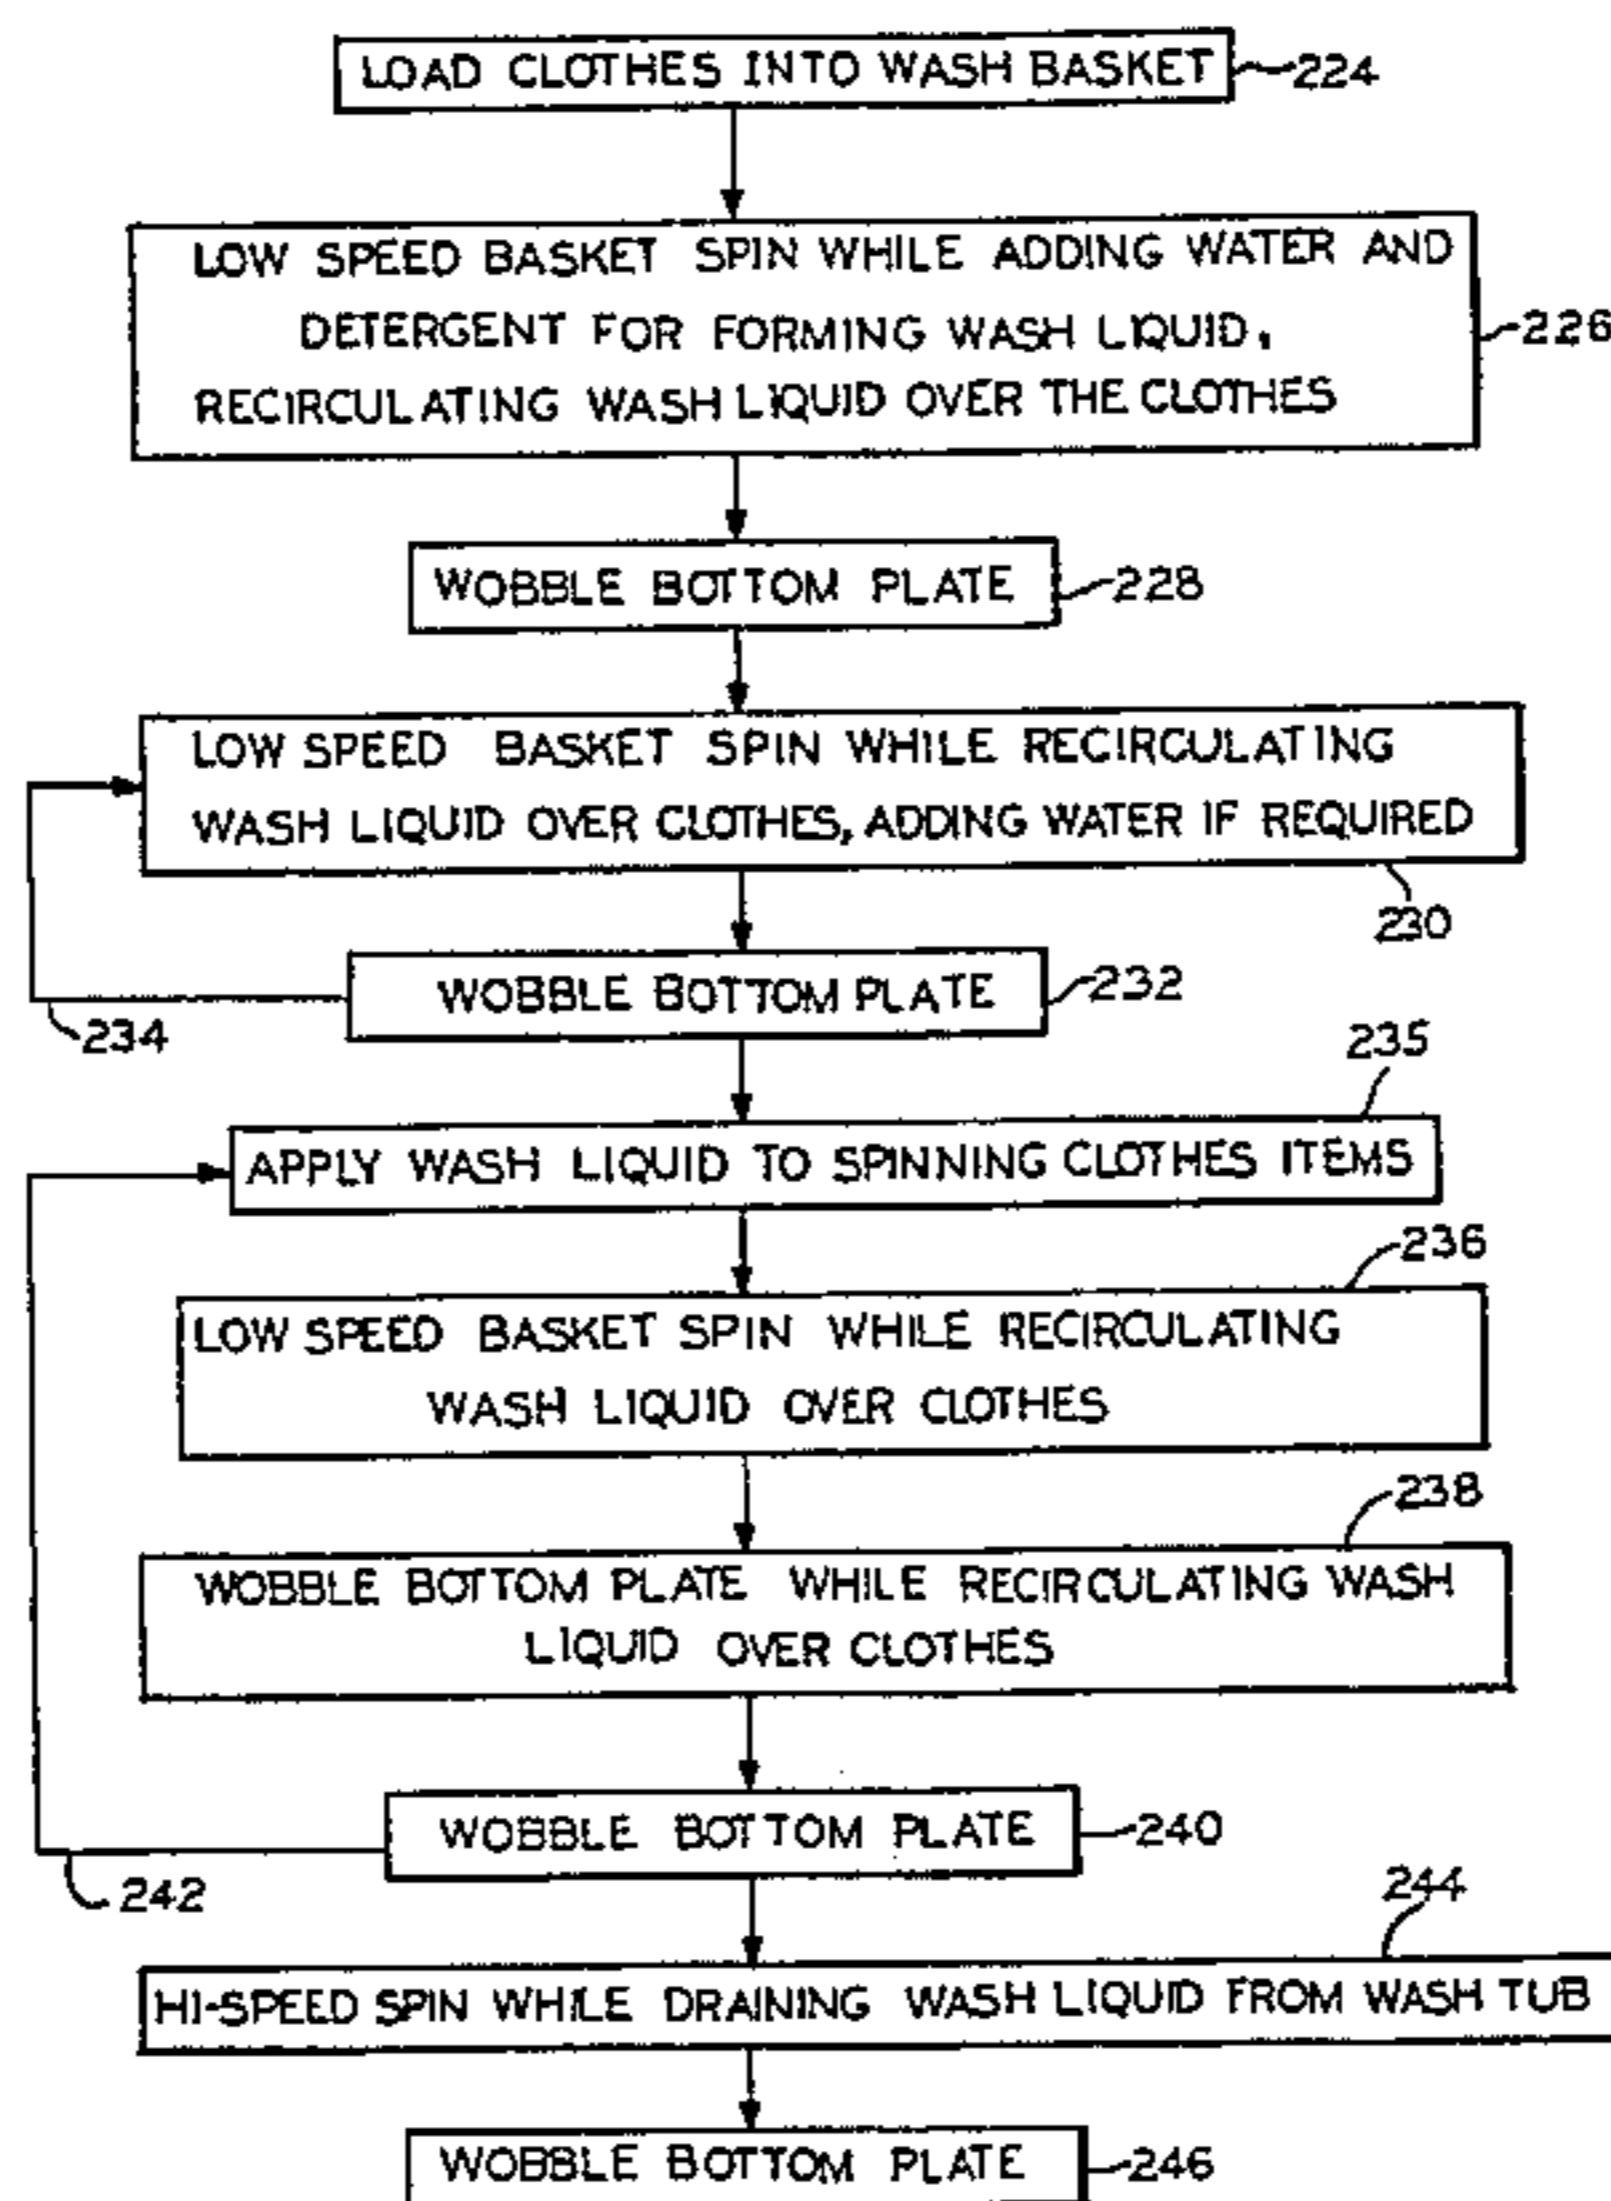 LOAD CLOTHES INTO WASH BASKET 224
LOW SPEED BASKET SPIN WHILE ADDING WATER AND
DETERGENT FOR FORMING WASH LIQUID,
RECIRCULATING WASH LIQUID OVER THE CLOTHES
226
WOBBLE BOTTOM PLATE 228
LOW SPEED BASKET SPIN WHILE RECIRCULATING
WASH LIQUID OVER CLOTHES, ADDING WATER IF REQUIRED
230
WOBBLE BOTTOM PLATE 232
234
235
APPLY WASH LIQUID TO SPINNING CLOTHES ITEMS
236
LOW SPEED BASKET SPIN WHILE RECIRCULATING
WASH LIQUID OVER CLOTHES
238
WOBBLE BOTTOM PLATE WHILE RECIRCULATING WASH
LIQUID OVER CLOTHES
WOBBLE BOTTOM PLATE 240
242
244
HI-SPEED SPIN WHILE DRAINING WASH LIQUID FROM WASH TUB
WOBBLE BOTTOM PLATE 246